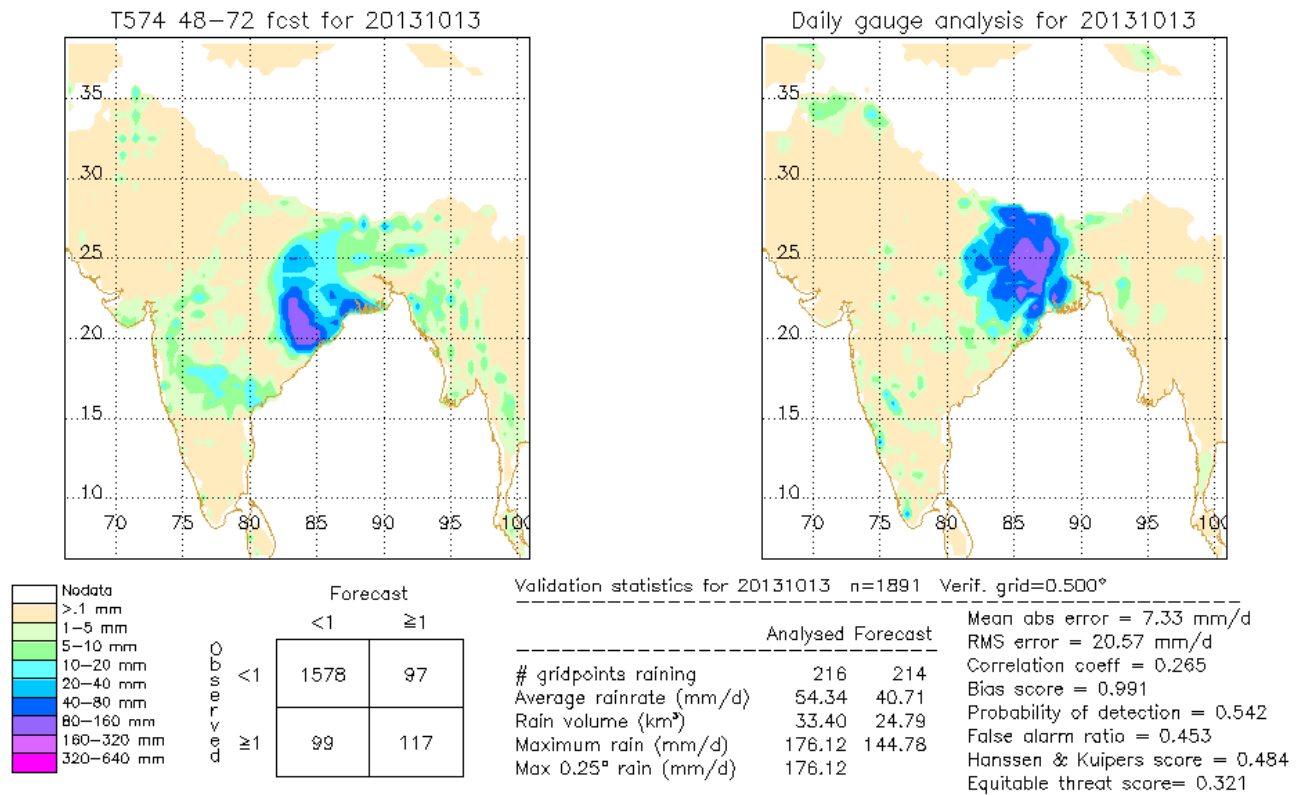 T574 48-72 fcst for 20131013
35
30
25
20
15
10
70 75 80 85 90 95 100
Daily gauge analysis for 20131013
35
30
25
20
15
10
70 75 80 85 90 95 100
Nodata
>.1 mm
1-5 mm
5-10 mm
10-20 mm
20-40 mm
40-80 mm
80-160 mm
160-320 mm
320-640 mm
Forecast
<1 ≧1
Observed
<1 1578 97
≧1 99 117
Validation statistics for 20131013 n=1891 Verif. grid=0.500°
Analysed Forecast
# gridpoints raining 216 214
Average rainrate (mm/d) 54.34 40.71
Rain volume (km³) 33.40 24.79
Maximum rain (mm/d) 176.12 144.78
Max 0.25° rain (mm/d) 176.12
Mean abs error = 7.33 mm/d
RMS error = 20.57 mm/d
Correlation coeff = 0.265
Bias score = 0.991
Probability of detection = 0.542
False alarm ratio = 0.453
Hanssen & Kuipers score = 0.484
Equitable threat score= 0.321